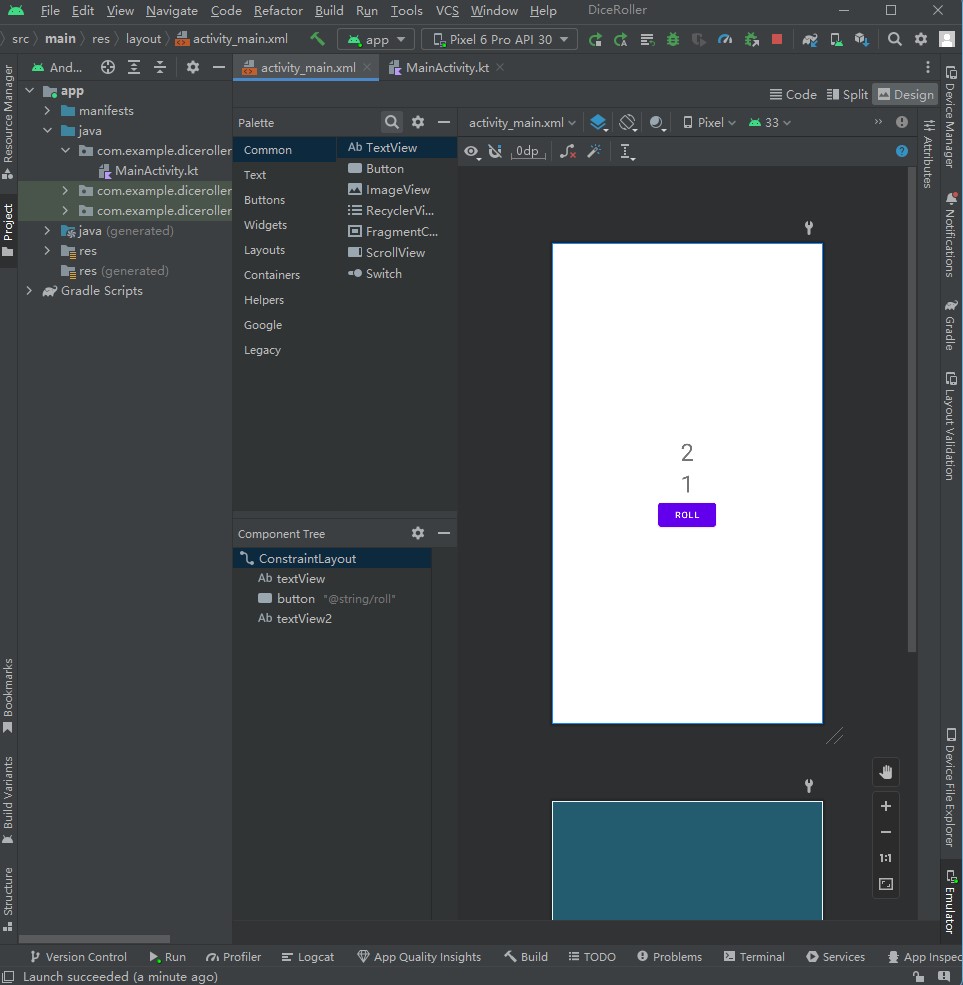 File Edit View Navigate Code Refactor Build Run Tools VCS Window Help DiceRoller
src main res layout activity_main.xml app Pixel 6 Pro API 30
And... activity_main.xml MainActivity.kt
Code Split Design
Resource Manager
Project
Bookmarks
Build Variants
Structure
app
manifests
java
com.example.diceroller
MainActivity.kt
com.example.diceroller
com.example.diceroller
java (generated)
res
res (generated)
Gradle Scripts
Palette
Common
Text
Buttons
Widgets
Layouts
Containers
Helpers
Google
Legacy
Ab TextView
Button
ImageView
RecyclerVi...
FragmentC...
ScrollView
Switch
Component Tree
ConstraintLayout
Ab textView
button "@string/roll"
Ab textView2
activity_main.xml Pixel 33
0dp
2
1
ROLL
1:1
Attributes
Device Manager
Notifications
Gradle
Layout Validation
Device File Explorer
Emulator
Version Control Run Profiler Logcat App Quality Insights Build TODO Problems Terminal Services App Inspec
Launch succeeded (a minute ago)